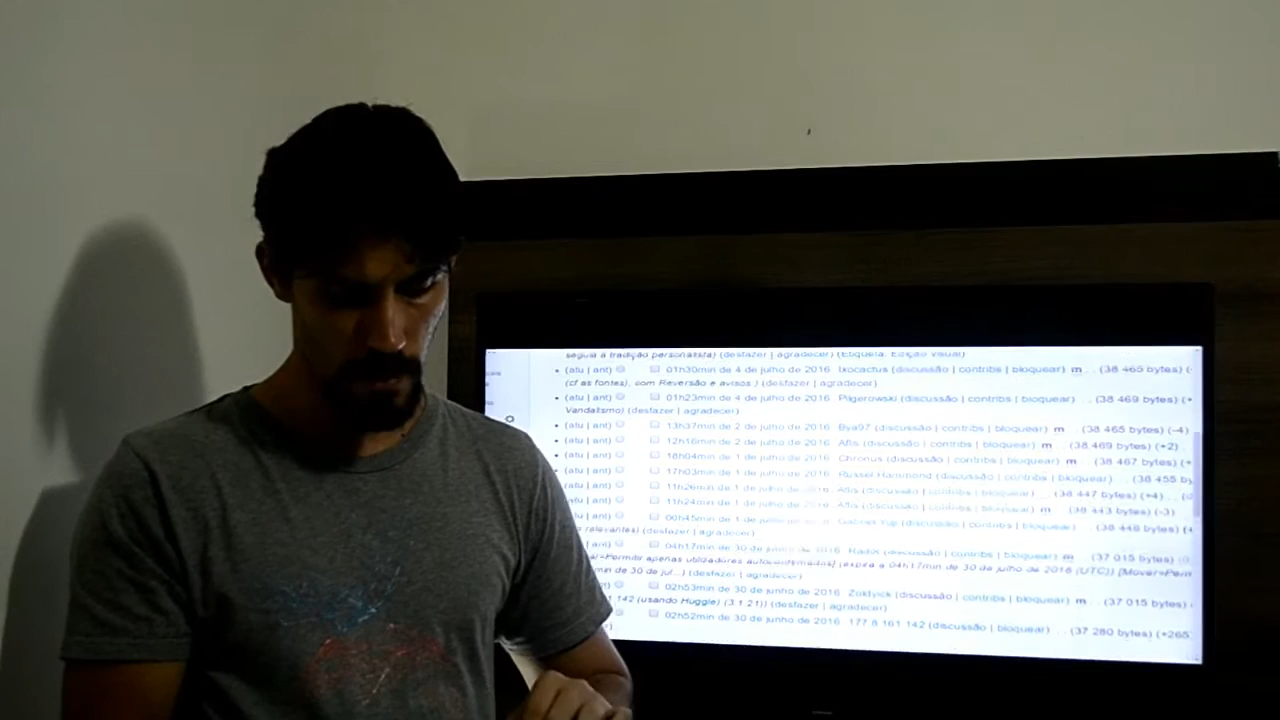 seguia a tradição personalista) (desfazer | agradecer) (Etiqueta: Edição Visual)
(atu | ant) 01h30min de 4 de julho de 2016 Ixocactus (discussão | contribs | bloquear) m . . (38 465 bytes) (
(cf as fontes), com Reversão e avisos.) (desfazer | agradecer)
(atu | ant) 01h23min de 4 de julho de 2016 Pilgerowski (discussão | contribs | bloquear) . . (38 469 bytes) (+
Vandalismo) (desfazer | agradecer)
(atu | ant) 13h37min de 2 de julho de 2016 Bya97 (discussão | contribs | bloquear) m . . (38 465 bytes) (-4)
(atu | ant) 12h16min de 2 de julho de 2016 Aflis (discussão | contribs | bloquear) m . . (38 469 bytes) (+2)
(atu | ant) 18h04min de 1 de julho de 2016 Chronus (discussão | contribs | bloquear) m . . (38 467 bytes) (+
(atu | ant) 17h03min de 1 de julho de 2016 Russel Hammond (discussão | contribs | bloquear) . . (38 455 by
(atu | ant) 11h26min de 1 de julho de 2016 Aflis (discussão | contribs | bloquear) . . (38 447 bytes) (+4)
(atu | ant) 11h24min de 1 de julho de 2016 Aflis (discussão | contribs | bloquear) m . . (38 443 bytes) (-3)
atu | ant) 00h45min de 1 de julho de 2016 Gabriel Yuji (discussão | contribs | bloquear) . . (38 446 bytes) (
relevantes) (desfazer | agradecer)
| ant) 04h17min de 30 de junho de 2016 (discussão | contribs | bloquear) m . . (37 015 bytes)
Permitir apenas utilizadores autoconfirmados] (expira a 04h17min de 30 de julho de 2016 (UTC)) [Mover=Perm
min de 30 de jul...) (desfazer | agradecer)
ant) 02h53min de 30 de junho de 2016 Zoldyick (discussão | contribs | bloquear) m . . (37 015 bytes) (
142 (usando Huggle) (3.1.21)) (desfazer | agradecer)
02h52min de 30 de junho de 2016 177.8.161.142 (discussão | bloquear) . . (37 280 bytes) (+265